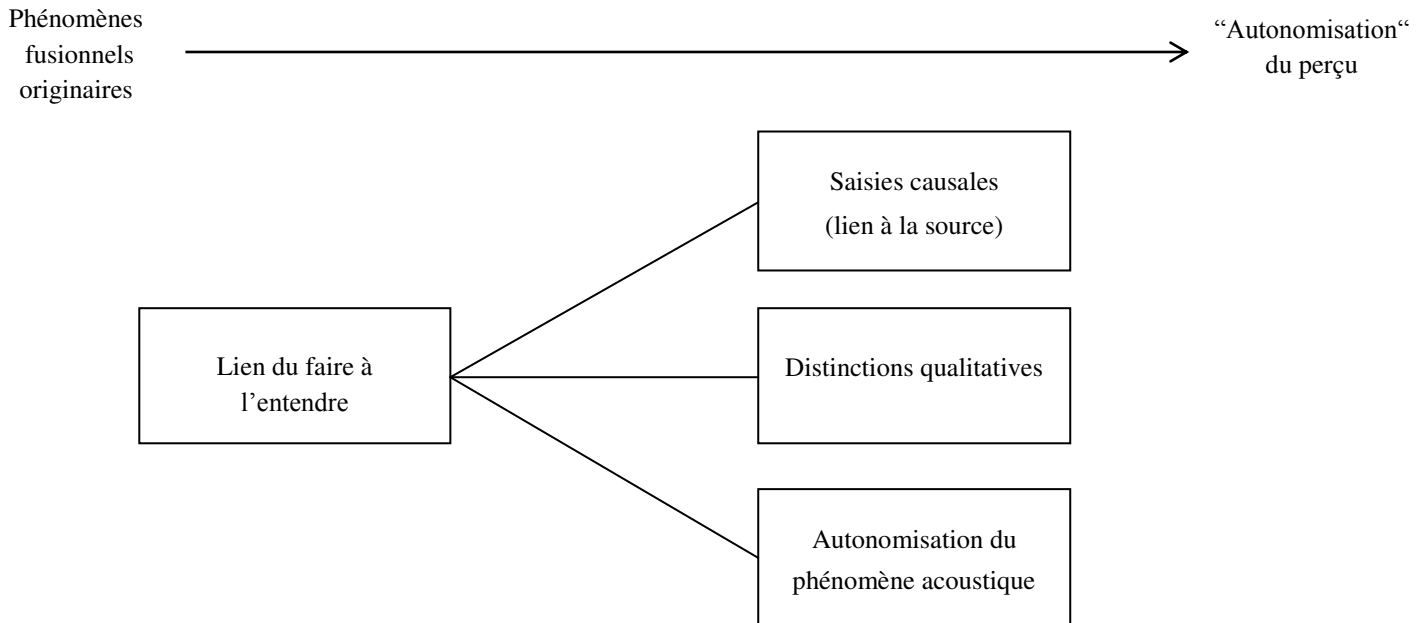 Phénomènes
fusionnels
originaires
“Autonomisation“
du perçu
Saisies causales
(lien à la source)
Lien du faire à
l’entendre
Distinctions qualitatives
Autonomisation du
phénomène acoustique